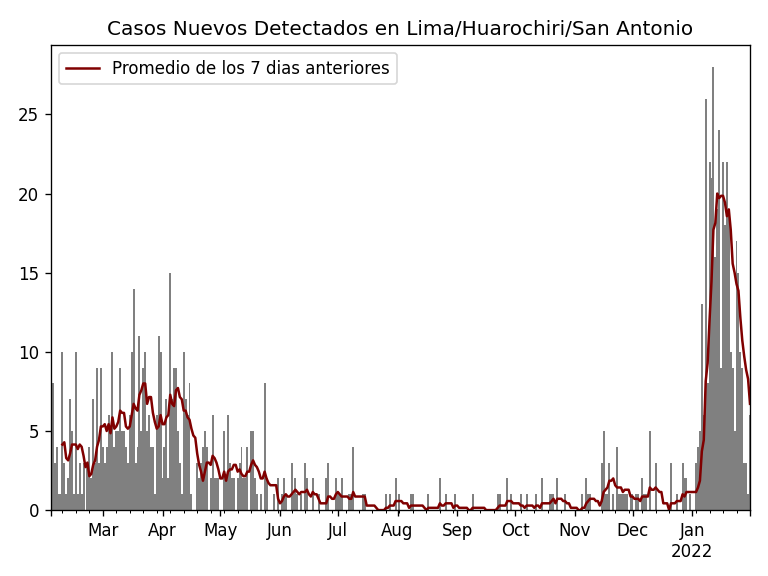 Casos Nuevos Detectados en Lima/Huarochiri/San Antonio
Promedio de los 7 dias anteriores
25
20
15
10
5
0
Mar Apr May Jun Jul Aug Sep Oct Nov Dec Jan
2022